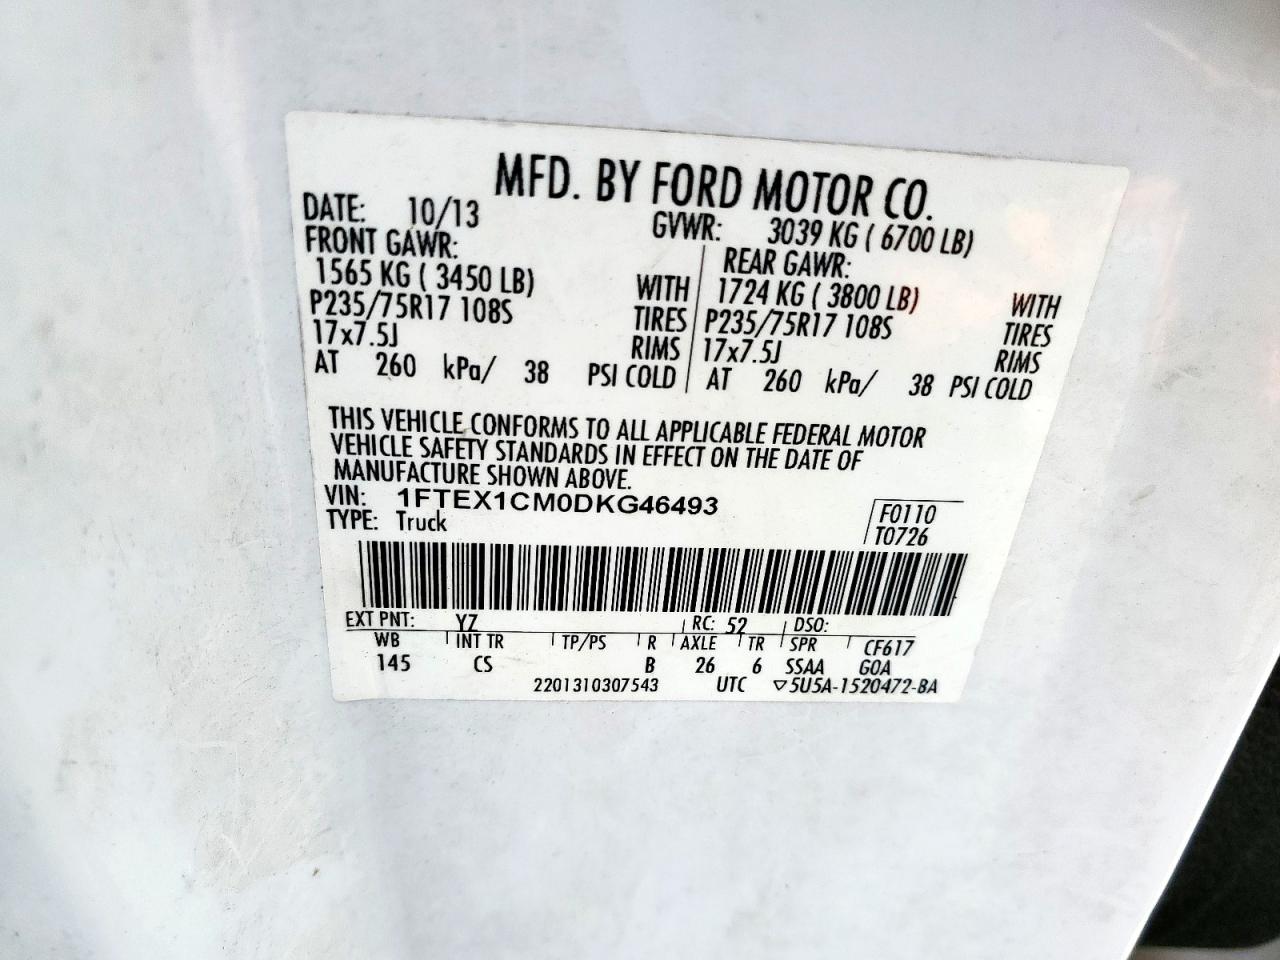 MFD. BY FORD MOTOR CO.
DATE: 10/13 GVWR: 3039 KG ( 6700 LB)
FRONT GAWR: REAR GAWR:
1565 KG ( 3450 LB) WITH 1724 KG ( 3800 LB) WITH
P235/75R17 108S TIRES P235/75R17 108S TIRES
17x7.5J RIMS 17x7.5J RIMS
AT 260 kPa/ 38 PSI COLD AT 260 kPa/ 38 PSI COLD
THIS VEHICLE CONFORMS TO ALL APPLICABLE FEDERAL MOTOR
VEHICLE SAFETY STANDARDS IN EFFECT ON THE DATE OF
MANUFACTURE SHOWN ABOVE.
VIN: 1FTEX1CM0DKG46493 F0110
TYPE: Truck T0726
EXT PNT: YZ RC: 52 DSO:
WB INT TR TP/PS R AXLE TR SPR CF617
145 CS B 26 6 SSAA GOA
2201310307543 UTC ▽5U5A-1520472-BA